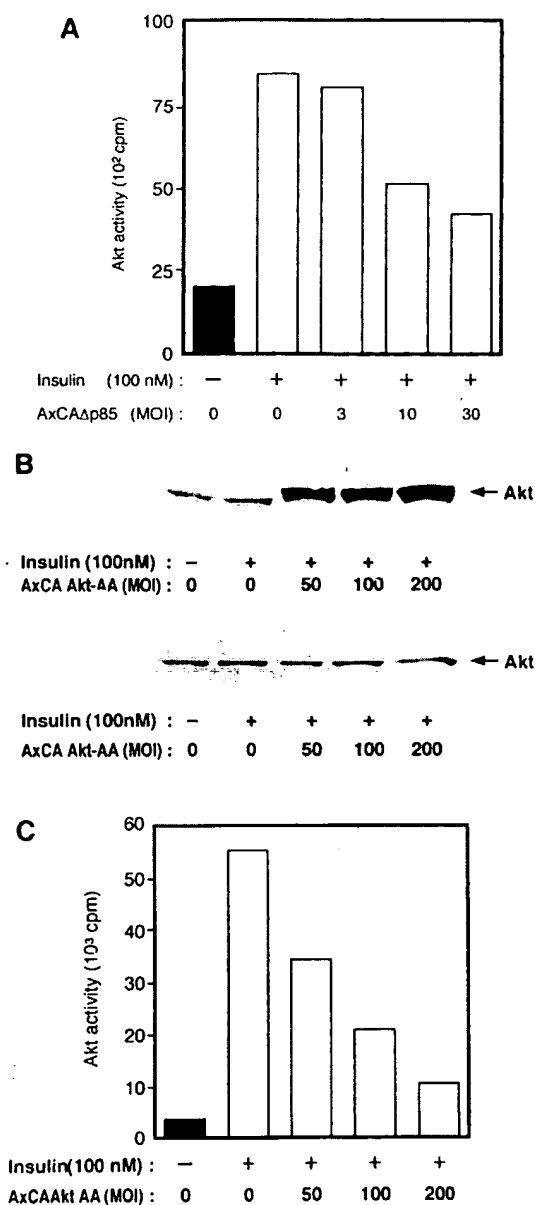 A
100
75
50
25
0
Akt activity (10² cpm)
Insulin (100 nM) : − + + + +
AxCAΔp85 (MOI) : 0 0 3 10 30
B
← Akt
Insulin (100nM) : − + + + +
AxCA Akt-AA (MOI) : 0 0 50 100 200
← Akt
Insulin (100nM) : − + + + +
AxCA Akt-AA (MOI) : 0 0 50 100 200
C
60
50
40
30
20
10
0
Akt activity (10³ cpm)
Insulin(100 nM) : − + + + +
AxCAAkt AA (MOI) : 0 0 50 100 200